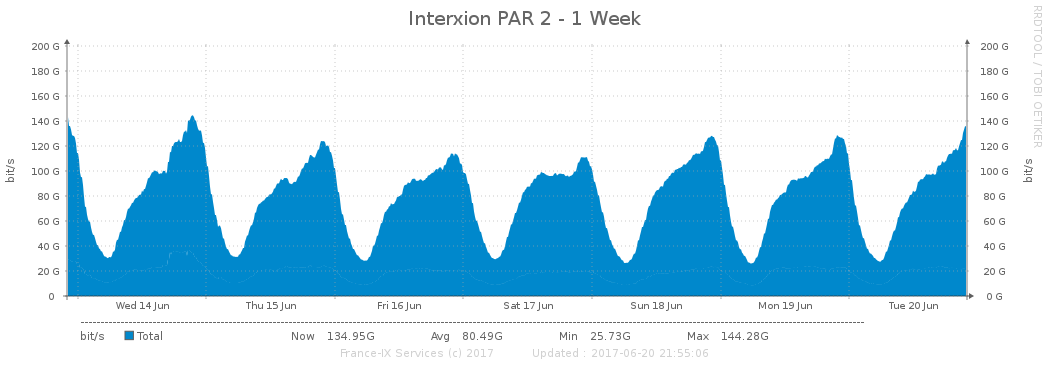 Interxion PAR 2 - 1 Week
RRDTOOL / TOBI OETIKER
200 G 200 G
180 G 180 G
160 G 160 G
140 G 140 G
120 G 120 G
100 G 100 G
80 G 80 G
60 G 60 G
40 G 40 G
20 G 20 G
0 0 G
bit/s
bit/s
Wed 14 Jun Thu 15 Jun Fri 16 Jun Sat 17 Jun Sun 18 Jun Mon 19 Jun Tue 20 Jun
bit/s Total Now 134.95G Avg 80.49G Min 25.73G Max 144.28G
France-IX Services (c) 2017 Updated : 2017-06-20 21:55:06